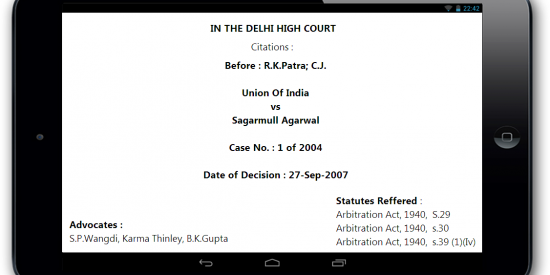 22:42
IN THE DELHI HIGH COURT
Citations :
Before : R.K.Patra; C.J.
Union Of India
vs
Sagarmull Agarwal
Case No. : 1 of 2004
Date of Decision : 27-Sep-2007
Statutes Reffered :
Arbitration Act, 1940, S.29
Arbitration Act, 1940, s.30
Arbitration Act, 1940, s.39 (1)(Iv)
Advocates :
S.P.Wangdi, Karma Thinley, B.K.Gupta